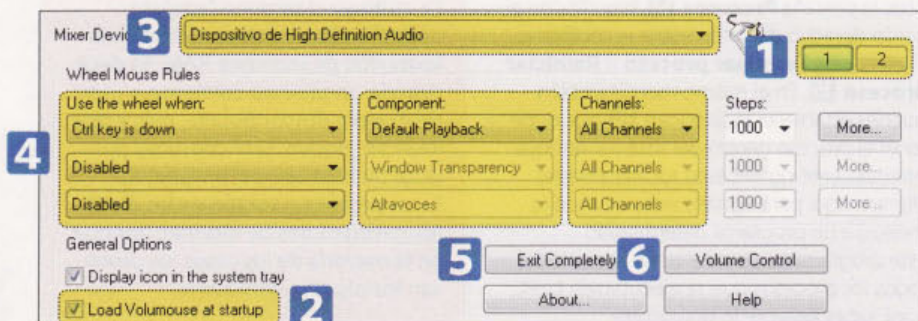 Mixer Devi 3 Dispositivo de High Definition Audio
1
1 2
Wheel Mouse Rules
Use the wheel when: Component: Channels: Steps:
4
Ctrl key is down Default Playback All Channels 1000 More...
Disabled Window Transparency All Channels 1000 More...
Disabled Altavoces All Channels 1000 More...
General Options
5 Exit Completely 6 Volume Control
Display icon in the system tray
About... Help
Load Volumouse at startup 2